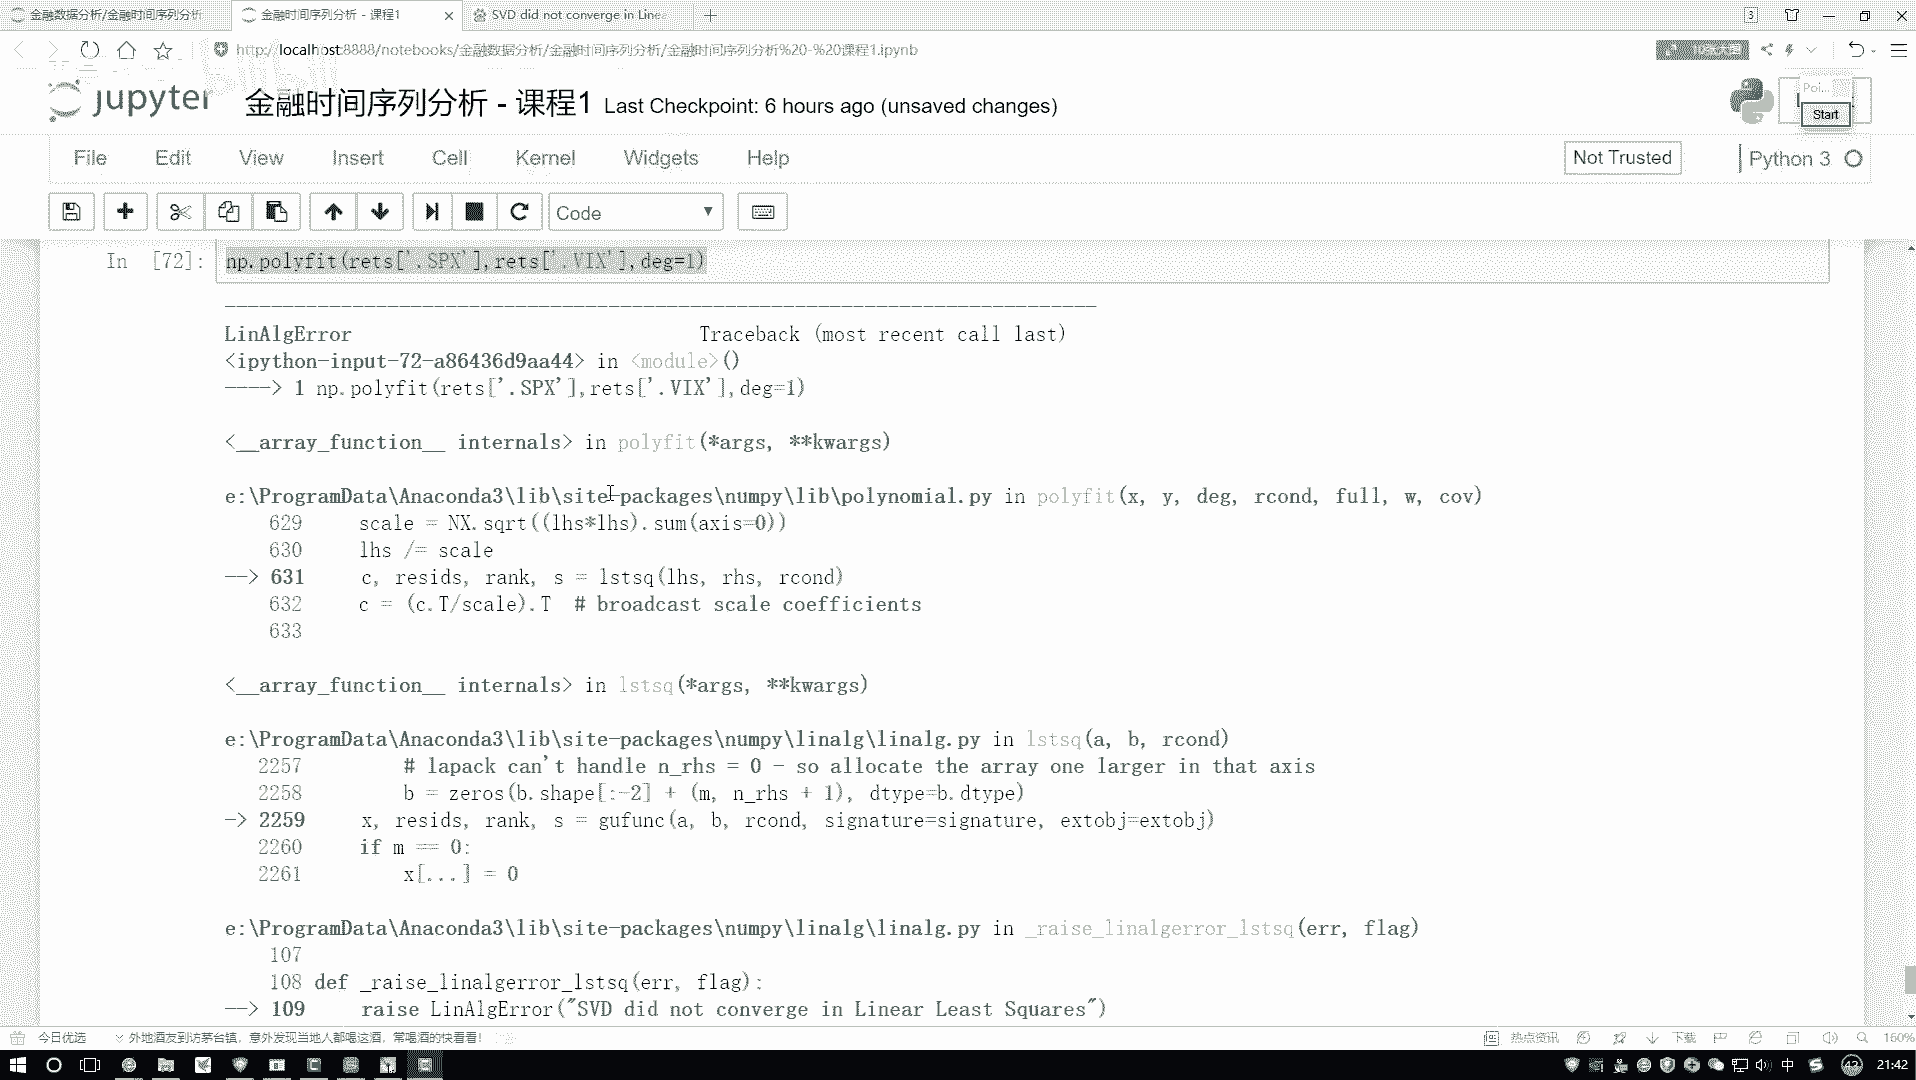 金融数据分析/金融时间序列分析
金融时间序列分析 - 课程1
SVD did not converge in Linea
3
http://localhost:8888/notebooks/金融数据分析/金融时间序列分析/金融时间序列分析%20-%20课程1.ipynb
jupyter 金融时间序列分析 - 课程1 Last Checkpoint: 6 hours ago (unsaved changes)
Poi...
Start
File Edit View Insert Cell Kernel Widgets Help
Not Trusted
Python 3
Code
In [72]: np.polyfit(rets['.SPX'],rets['.VIX'],deg=1)
---------------------------------------------------------------------------
LinAlgError Traceback (most recent call last)
<ipython-input-72-a86436d9aa44> in <module>()
----> 1 np.polyfit(rets['.SPX'],rets['.VIX'],deg=1)
<__array_function__ internals> in polyfit(*args, **kwargs)
e:\ProgramData\Anaconda3\lib\site-packages\numpy\lib\polynomial.py in polyfit(x, y, deg, rcond, full, w, cov)
629 scale = NX.sqrt((lhs*lhs).sum(axis=0))
630 lhs /= scale
--> 631 c, resids, rank, s = lstsq(lhs, rhs, rcond)
632 c = (c.T/scale).T # broadcast scale coefficients
633
<__array_function__ internals> in lstsq(*args, **kwargs)
e:\ProgramData\Anaconda3\lib\site-packages\numpy\linalg\linalg.py in lstsq(a, b, rcond)
2257 # lapack can't handle n_rhs = 0 - so allocate the array one larger in that axis
2258 b = zeros(b.shape[:-2] + (m, n_rhs + 1), dtype=b.dtype)
-> 2259 x, resids, rank, s = gufunc(a, b, rcond, signature=signature, extobj=extobj)
2260 if m == 0:
2261 x[...] = 0
e:\ProgramData\Anaconda3\lib\site-packages\numpy\linalg\linalg.py in _raise_linalgerror_lstsq(err, flag)
107
108 def _raise_linalgerror_lstsq(err, flag):
--> 109 raise LinAlgError("SVD did not converge in Linear Least Squares")
今日优选 外地酒友到访茅台镇，意外发现当地人都喝这酒，常喝酒的快看看！
热点资讯 下载 160%
中 43 21:42